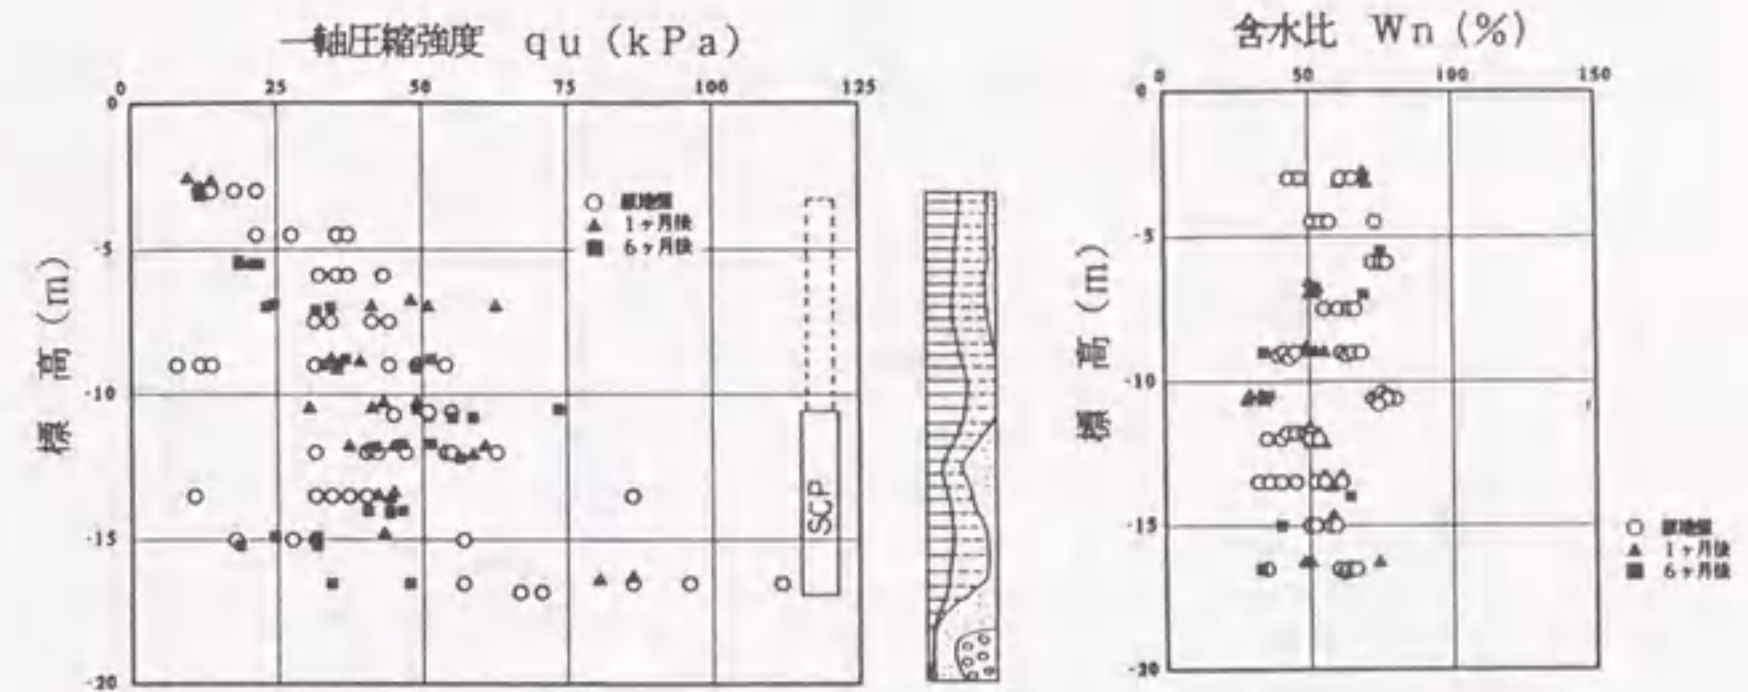 一軸圧縮強度 qu (kPa)
0 25 50 75 100 125
0
-5
-10
-15
-20
標高 (m)
○ 原地盤
▲ 1ヶ月後
■ 6ヶ月後
SCP
含水比 Wn (%)
0 50 100 150
0
-5
-10
-15
-20
標高 (m)
○ 原地盤
▲ 1ヶ月後
■ 6ヶ月後